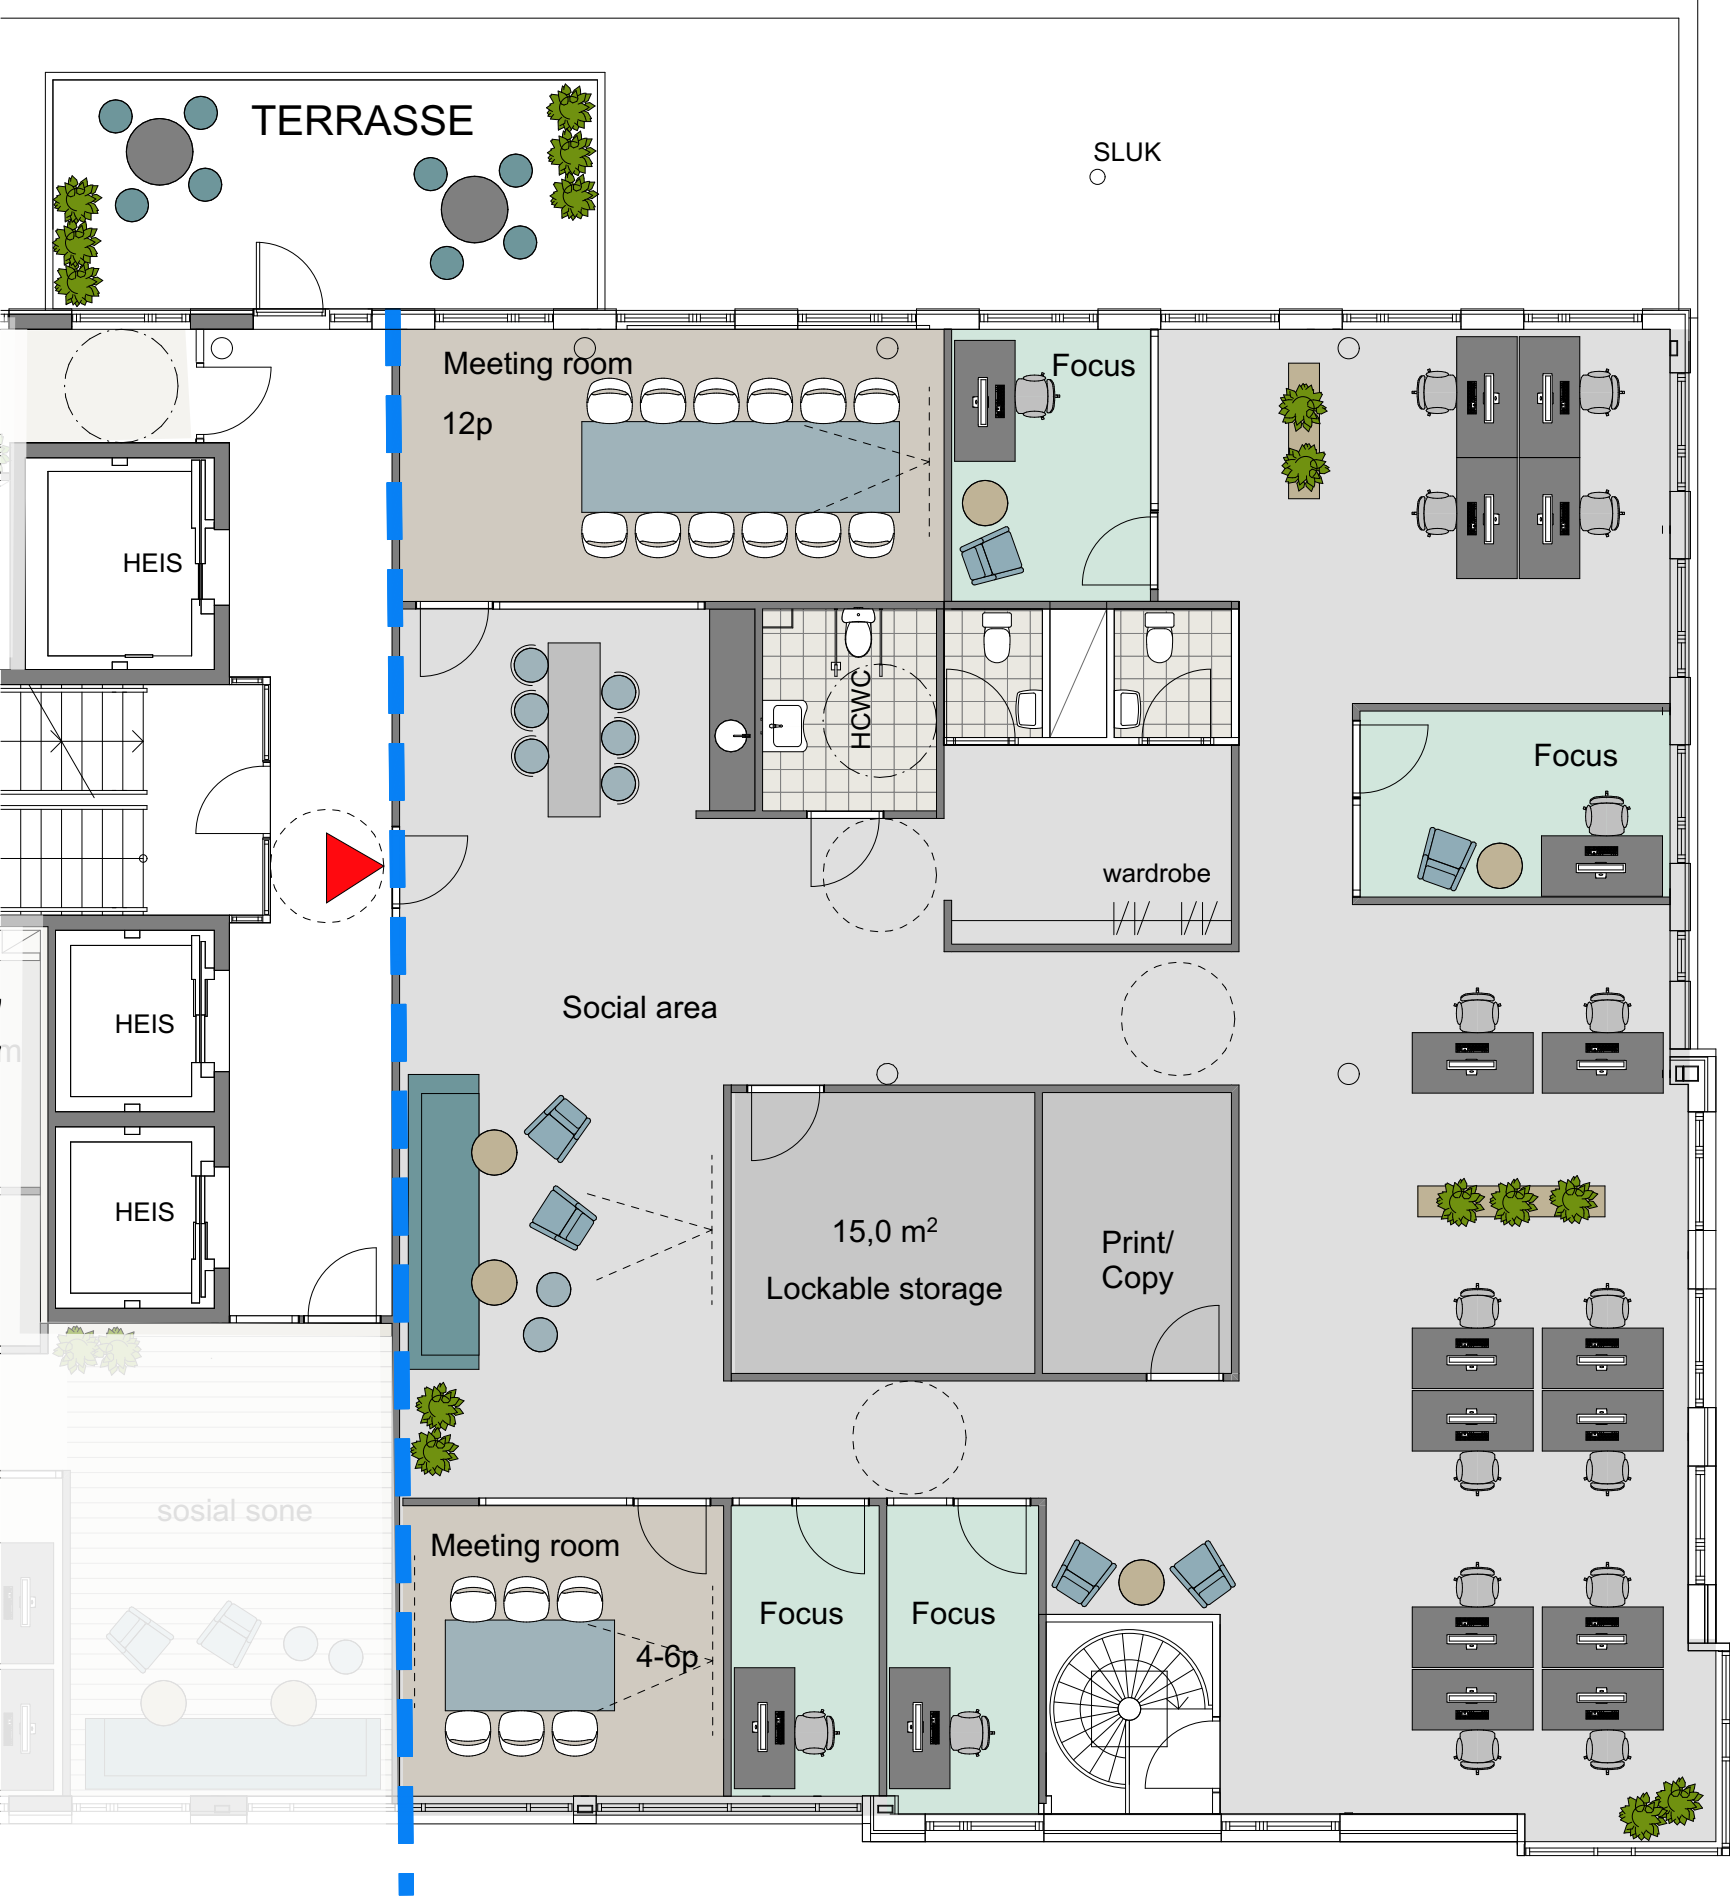 TERRASSE
SLUK
Meeting room
12p
Focus
HEIS
HCWC
Focus
wardrobe
Social area
HEIS
HEIS
15,0 m²
Lockable storage
Print/
Copy
sosial sone
Meeting room
4-6p
Focus
Focus